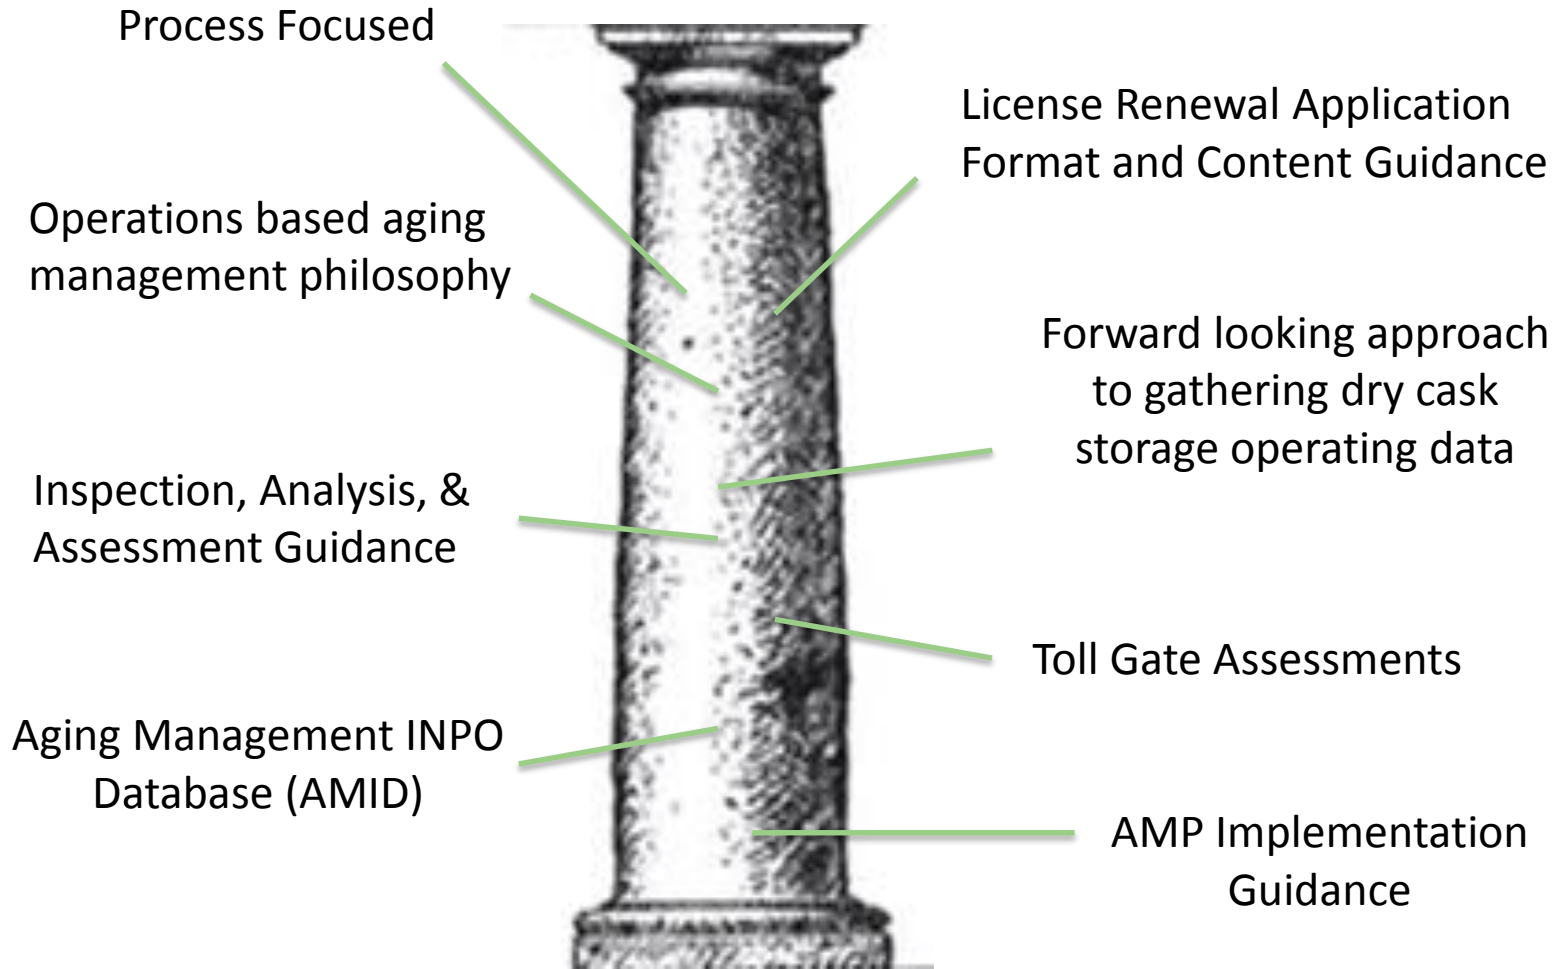 Process Focused
Operations based aging
management philosophy
Inspection, Analysis, &
Assessment Guidance
Aging Management INPO
Database (AMID)
License Renewal Application
Format and Content Guidance
Forward looking approach
to gathering dry cask
storage operating data
Toll Gate Assessments
AMP Implementation
Guidance